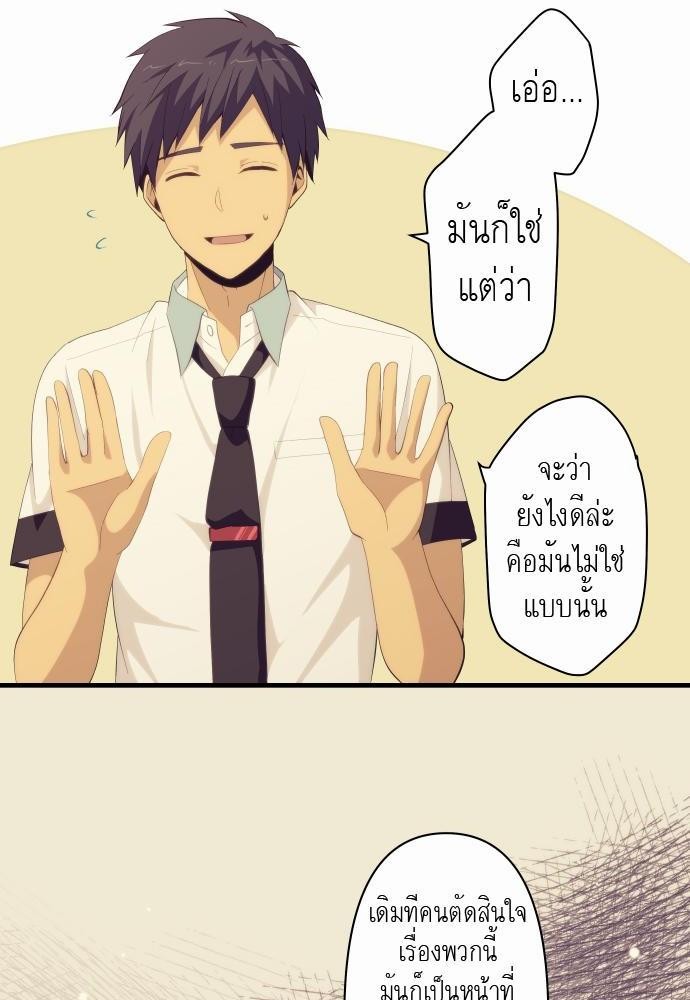 เอ่อ...
มันก็ใช่
แต่ว่า
จะว่า
ยังไงดีล่ะ
คือมันไม่ใช่
แบบนั้น
เดิมทีคนตัดสินใจ
เรื่องพวกนี้
มันก็เป็นหน้าที่